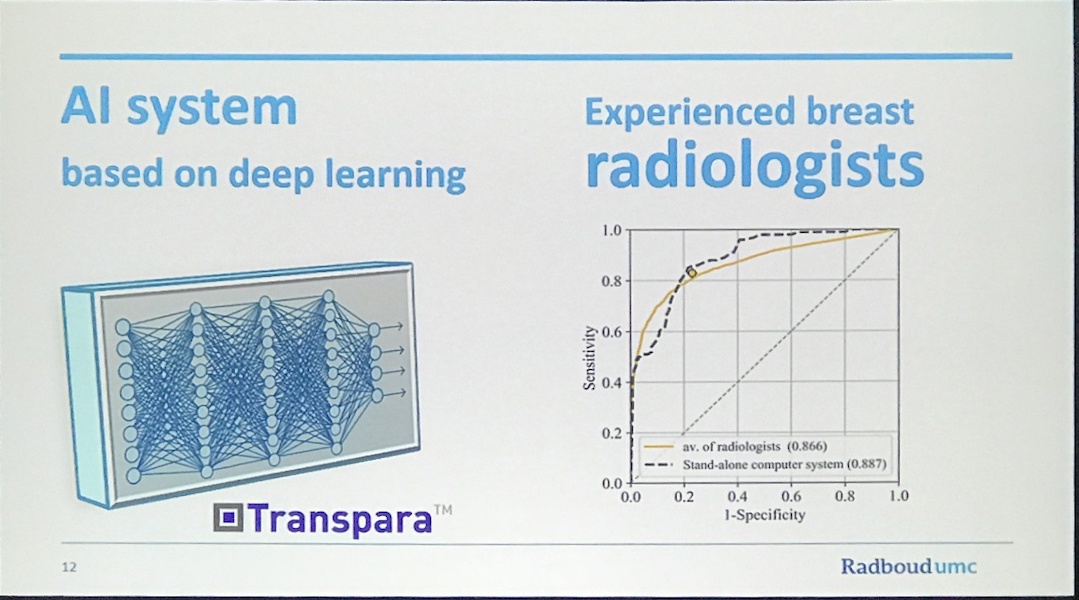 AI system
based on deep learning
Experienced breast
radiologists
1.0
0.8
0.6
0.4
0.2
0.0
Sensitivity
av. of radiologists (0.866)
Stand-alone computer system (0.887)
0.0 0.2 0.4 0.6 0.8 1.0
1-Specificity
Transpara™
12
Radboudumc